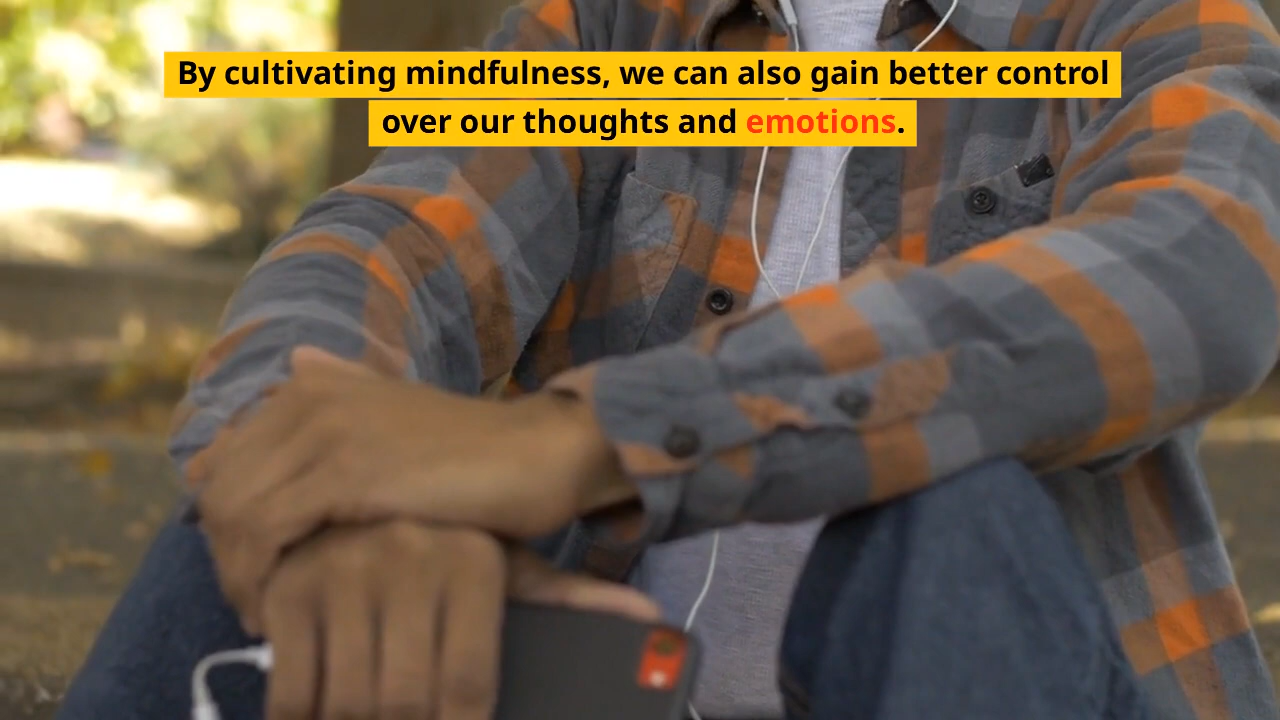 By cultivating mindfulness, we can also gain better control
over our thoughts and emotions.